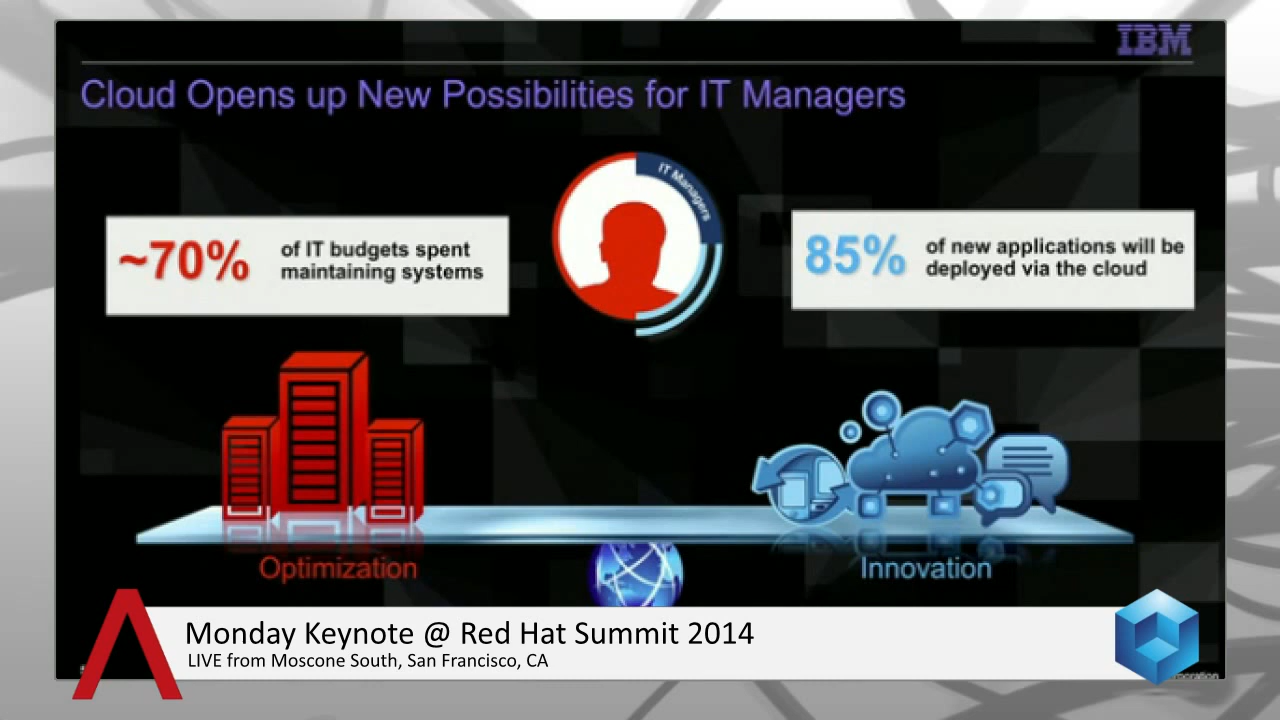 IBM
Cloud Opens up New Possibilities for IT Managers
IT Managers
~70%
of IT budgets spent
maintaining systems
85%
of new applications will be
deployed via the cloud
Optimization
Innovation
Monday Keynote @ Red Hat Summit 2014
LIVE from Moscone South, San Francisco, CA